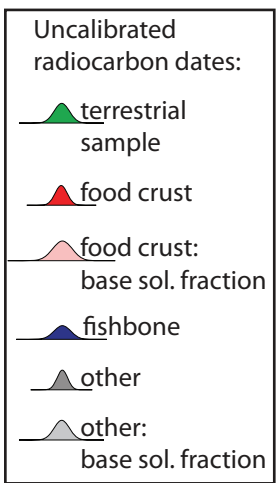 Uncalibrated
radiocarbon dates:
terrestrial
sample
food crust
food crust:
base sol. fraction
fishbone
other
other:
base sol. fraction